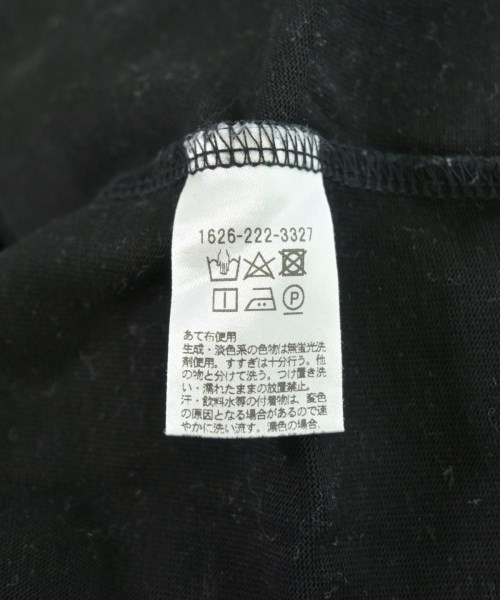 1626-222-3327
P
あて布使用
生成・淡色系の色物は無蛍光洗
剤使用。すすぎは十分行う。他
の物と分けて洗う。つけ置き洗
い・濡れたままの放置禁止。
汗・飲料水等の付着物は、変色
の原因となる場合があるので速
やかに洗い流す。濃色の場合、